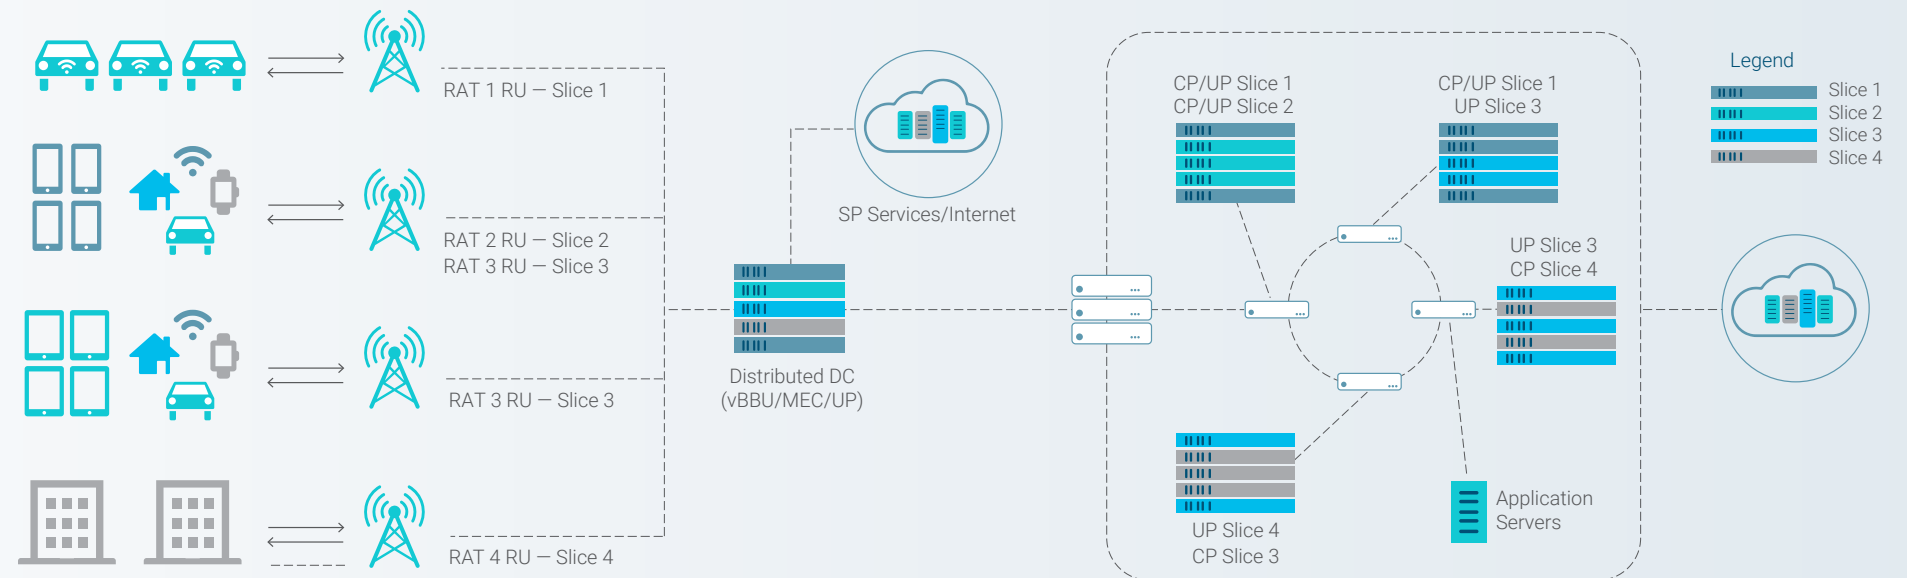 RAT 1 RU — Slice 1
RAT 2 RU — Slice 2
RAT 3 RU — Slice 3
RAT 3 RU — Slice 3
RAT 4 RU — Slice 4
SP Services/Internet
Distributed DC
(vBBU/MEC/UP)
CP/UP Slice 1
CP/UP Slice 2
CP/UP Slice 1
UP Slice 3
UP Slice 3
CP Slice 4
UP Slice 4
CP Slice 3
Application
Servers
Legend
Slice 1
Slice 2
Slice 3
Slice 4